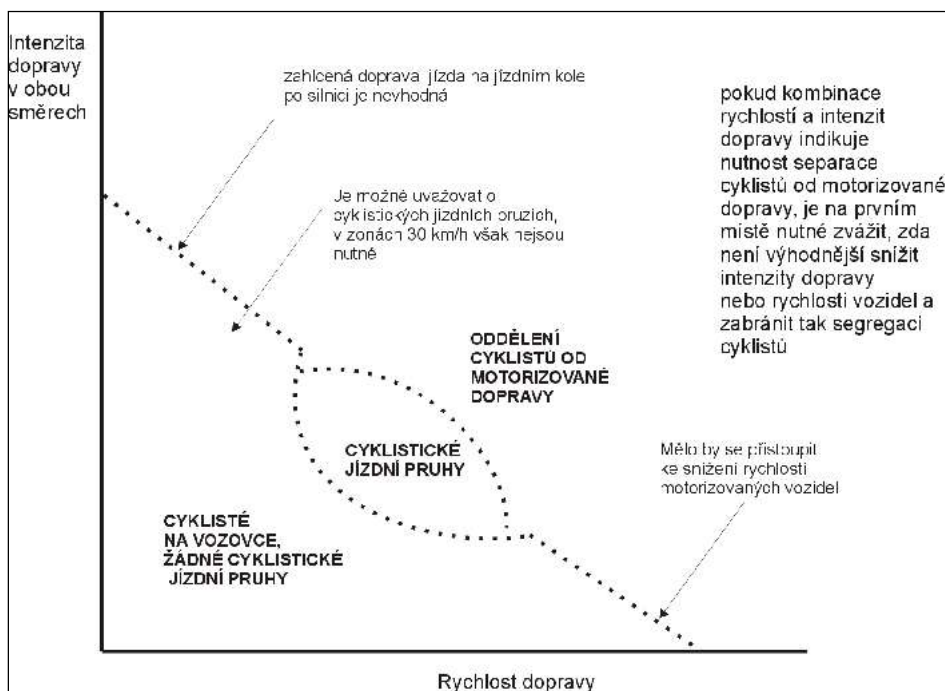 Intenzita
dopravy
v obou
směrech
zahlcená doprava jízda na jízdním kole
po silnici je nevhodná
Je možné uvažovat o
cyklistických jízdních pruzích,
v zonách 30 km/h však nejsou
nutné
pokud kombinace
rychlostí a intenzit
dopravy indikuje
nutnost separace
cyklistů od motorizované
dopravy, je na prvním
místě nutné zvážit, zda
není výhodnější snížit
intenzity dopravy
nebo rychlosti vozidel a
zabránit tak segregaci
cyklistů
ODDĚLENÍ
CYKLISTŮ OD
MOTORIZOVANÉ
DOPRAVY
CYKLISTICKÉ
JÍZDNÍ PRUHY
Mělo by se přistoupit
ke snížení rychlosti
motorizovaných vozidel
CYKLISTÉ
NA VOZOVCE,
ŽÁDNÉ CYKLISTICKÉ
JÍZDNÍ PRUHY
Rychlost dopravy